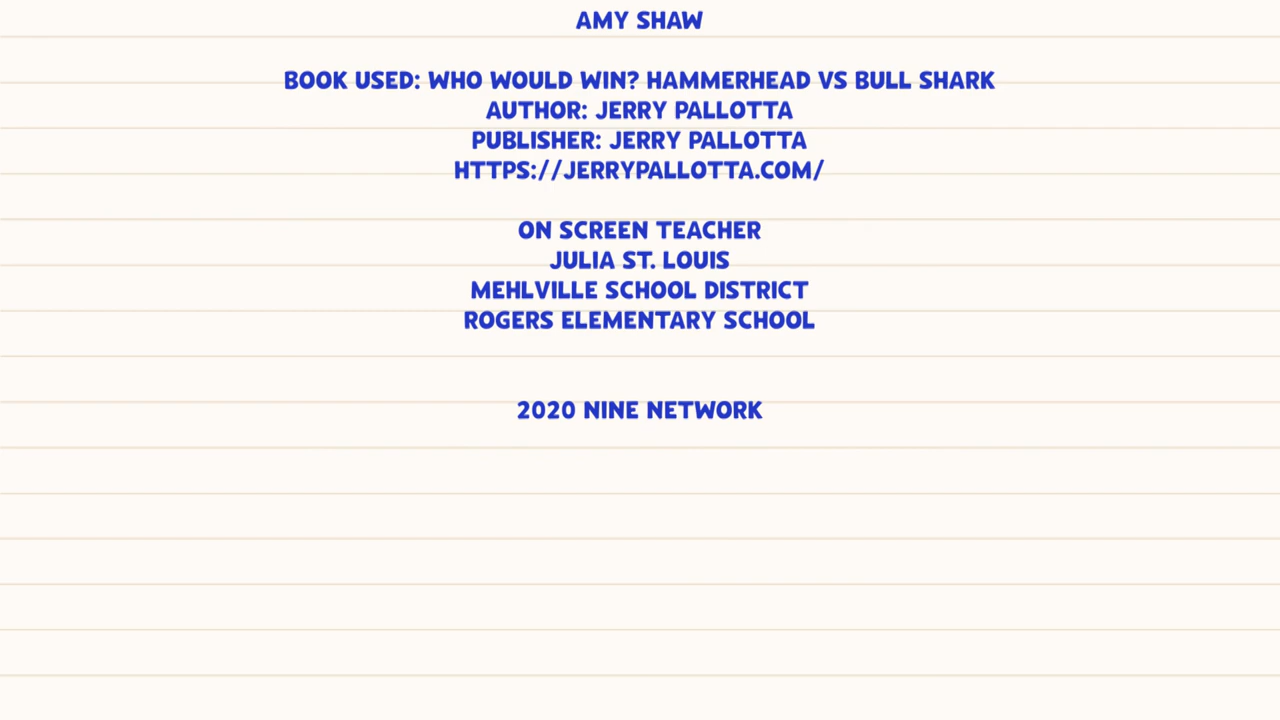 AMY SHAW
BOOK USED: WHO WOULD WIN? HAMMERHEAD VS BULL SHARK
AUTHOR: JERRY PALLOTTA
PUBLISHER: JERRY PALLOTTA
HTTPS://JERRYPALLOTTA.COM/
ON SCREEN TEACHER
JULIA ST. LOUIS
MEHLVILLE SCHOOL DISTRICT
ROGERS ELEMENTARY SCHOOL
2020 NINE NETWORK